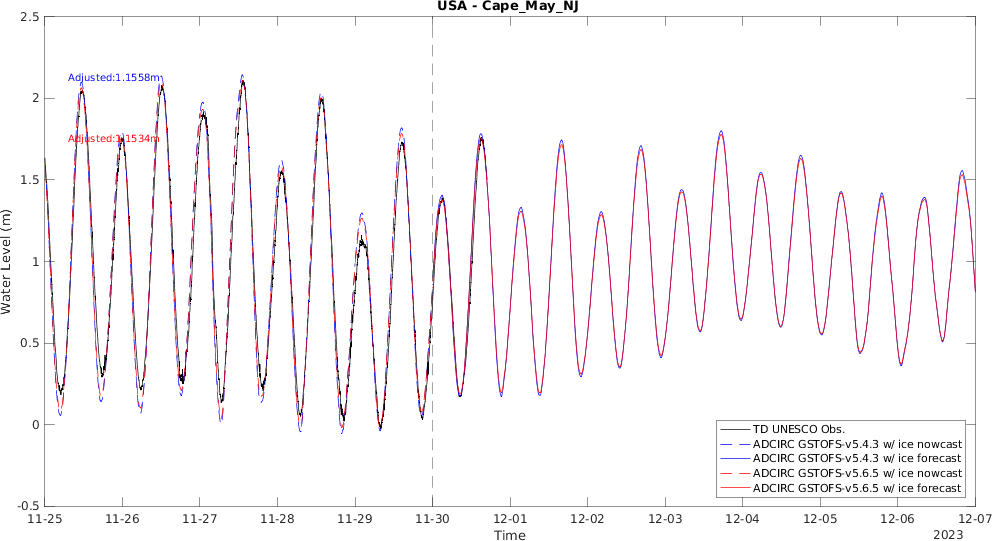 USA - Cape_May_NJ
2.5
2
1.5
1
0.5
0
-0.5
Water Level (m)
Adjusted:1.1558m
Adjusted:1.1534m
TD UNESCO Obs.
ADCIRC GSTOFS-v5.4.3 w/ ice nowcast
ADCIRC GSTOFS-v5.4.3 w/ ice forecast
ADCIRC GSTOFS-v5.6.5 w/ ice nowcast
ADCIRC GSTOFS-v5.6.5 w/ ice forecast
11-25 11-26 11-27 11-28 11-29 11-30 12-01 12-02 12-03 12-04 12-05 12-06 12-07
Time
2023